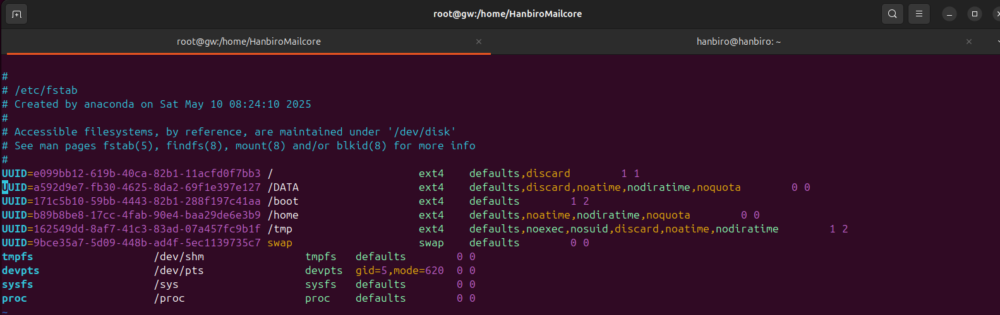 root@gw:/home/HanbiroMailcore
root@gw:/home/HanbiroMailcore × hanbiro@hanbiro: ~ ×
#
# /etc/fstab
# Created by anaconda on Sat May 10 08:24:10 2025
#
# Accessible filesystems, by reference, are maintained under '/dev/disk'
# See man pages fstab(5), findfs(8), mount(8) and/or blkid(8) for more info
#
UUID=e099bb12-619b-40ca-82b1-11acfd0f7bb3 /                       ext4    defaults,discard        1 1
UUID=a592d9e7-fb30-4625-8da2-69f1e397e127 /DATA                   ext4    defaults,discard,noatime,nodiratime,noquota        0 0
UUID=171c5b10-59bb-4443-82b1-288f197c41aa /boot                   ext4    defaults        1 2
UUID=b89b8be8-17cc-4fab-90e4-baa29de6e3b9 /home                   ext4    defaults,noatime,nodiratime,noquota        0 0
UUID=162549dd-8af7-41c3-83ad-07a457fc9b1f /tmp                    ext4    defaults,noexec,nosuid,discard,noatime,nodiratime        1 2
UUID=9bce35a7-5d09-448b-ad4f-5ec1139735c7 swap                    swap    defaults        0 0
tmpfs                   /dev/shm                tmpfs   defaults        0 0
devpts                  /dev/pts                devpts  gid=5,mode=620  0 0
sysfs                   /sys                    sysfs   defaults        0 0
proc                    /proc                   proc    defaults        0 0
~